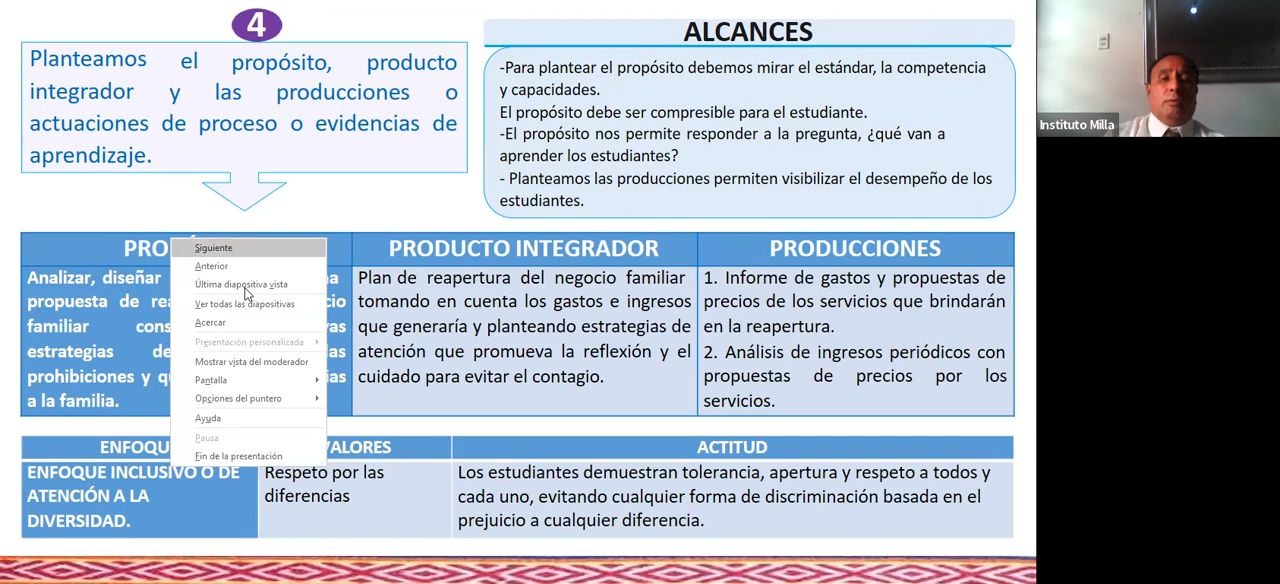 4
Planteamos el propósito, producto
integrador y las producciones o
actuaciones de proceso o evidencias de
aprendizaje.
ALCANCES
-Para plantear el propósito debemos mirar el estándar, la competencia
y capacidades.
El propósito debe ser compresible para el estudiante.
-El propósito nos permite responder a la pregunta, ¿qué van a
aprender los estudiantes?
- Planteamos las producciones permiten visibilizar el desempeño de los
estudiantes.
Instituto Milla
PRODUCTO INTEGRADOR
PRODUCCIONES
Analizar, diseñar
propuesta de
familiar
estrategias
prohibiciones y
a la familia.
Siguiente
Anterior
Última diapositiva vista
Ver todas las diapositivas
Acercar
Presentación personalizada
Mostrar vista del moderador
Pantalla
Opciones del puntero
Ayuda
Pausa
Fin de la presentación
Plan de reapertura del negocio familiar
tomando en cuenta los gastos e ingresos
que generaría y planteando estrategias de
atención que promueva la reflexión y el
cuidado para evitar el contagio.
1. Informe de gastos y propuestas de
precios de los servicios que brindarán
en la reapertura.
2. Análisis de ingresos periódicos con
propuestas de precios por los
servicios.
VALORES
ACTITUD
ENFOQUE INCLUSIVO O DE
ATENCIÓN A LA
DIVERSIDAD.
Respeto por las
diferencias
Los estudiantes demuestran tolerancia, apertura y respeto a todos y
cada uno, evitando cualquier forma de discriminación basada en el
prejuicio a cualquier diferencia.